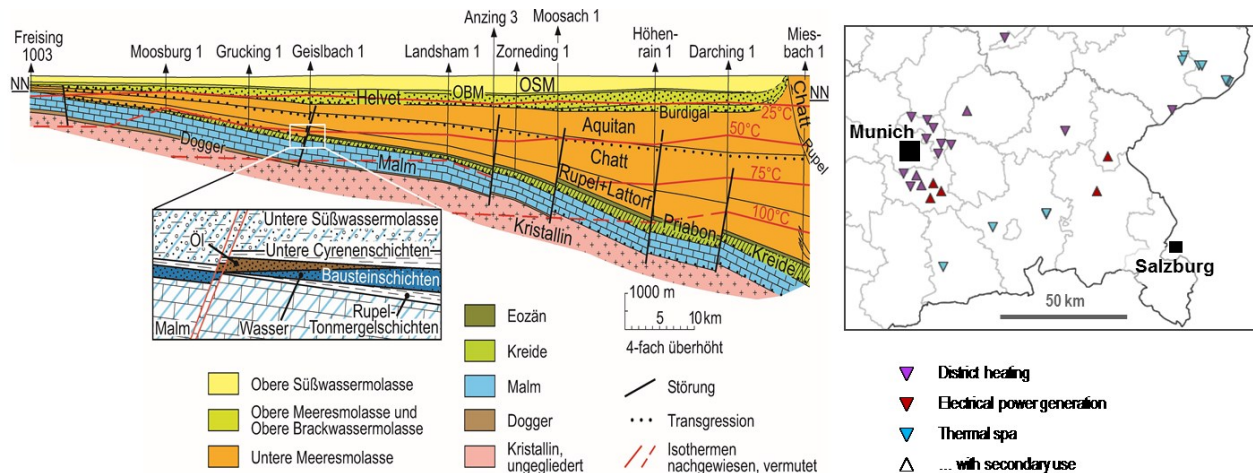 Freising
1003
Moosburg 1
Grucking 1
Geislbach 1
Landsham 1
Anzing 3
Zorneding 1
Moosach 1
Höhen-
rain 1
Darching 1
Mies-
bach 1
NN
NN
Helvet
OBM
OSM
Burdigal
25°C
Chatt
Rupel
Aquitan
50°C
Chatt
75°C
Dogger
Malm
Rupel+Lattorf
Priabon
100°C
Kristallin
Kreide
Untere Süßwassermolasse
Öl
Untere Cyrenenschichten
Bausteinschichten
Malm
Wasser
Rupel-
Tonmergelschichten
1000 m
5 10 km
4-fach überhöht
Obere Süßwassermolasse
Obere Meeresmolasse und
Obere Brackwassermolasse
Untere Meeresmolasse
Eozän
Kreide
Malm
Dogger
Kristallin,
ungegliedert
Störung
Transgression
Isothermen
nachgewiesen, vermutet
Munich
Salzburg
50 km
District heating
Electrical power generation
Thermal spa
... with secondary use